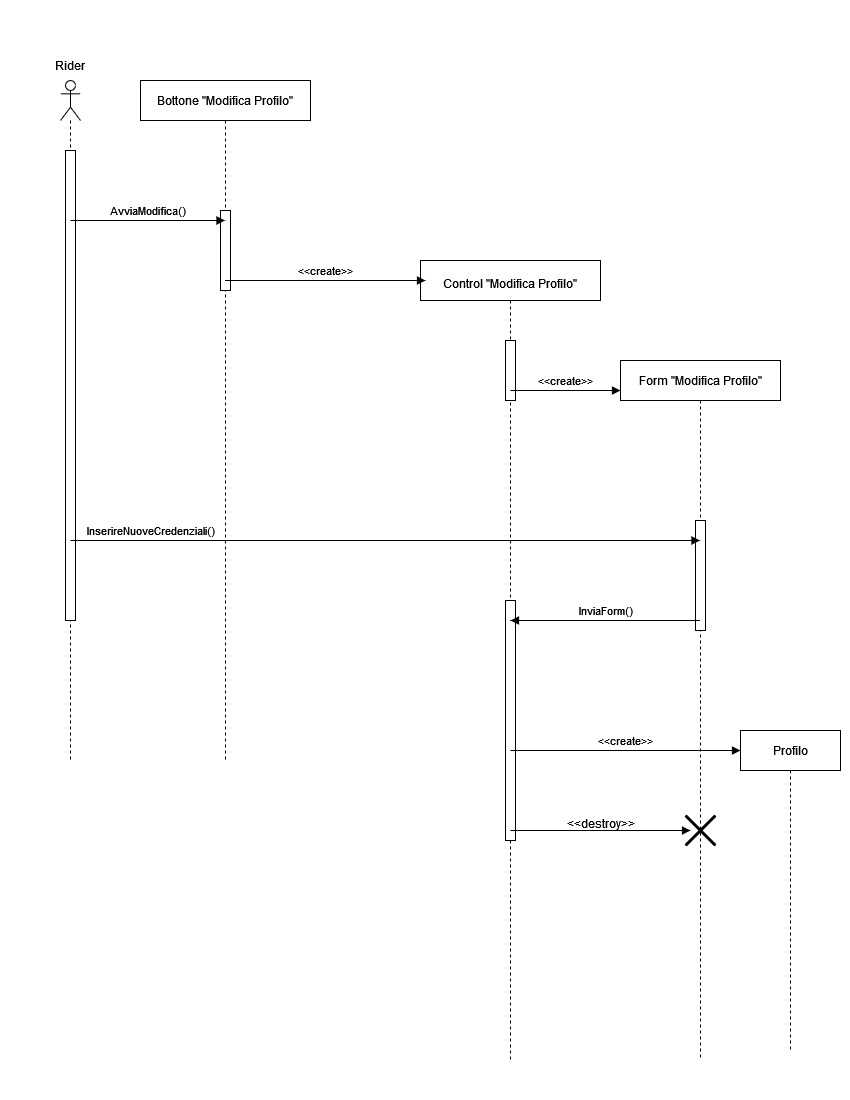 Rider
Bottone "Modifica Profilo"
AvviaModifica()
<<create>>
Control "Modifica Profilo"
<<create>>
Form "Modifica Profilo"
InserireNuoveCredenziali()
InviaForm()
<<create>>
Profilo
<<destroy>>